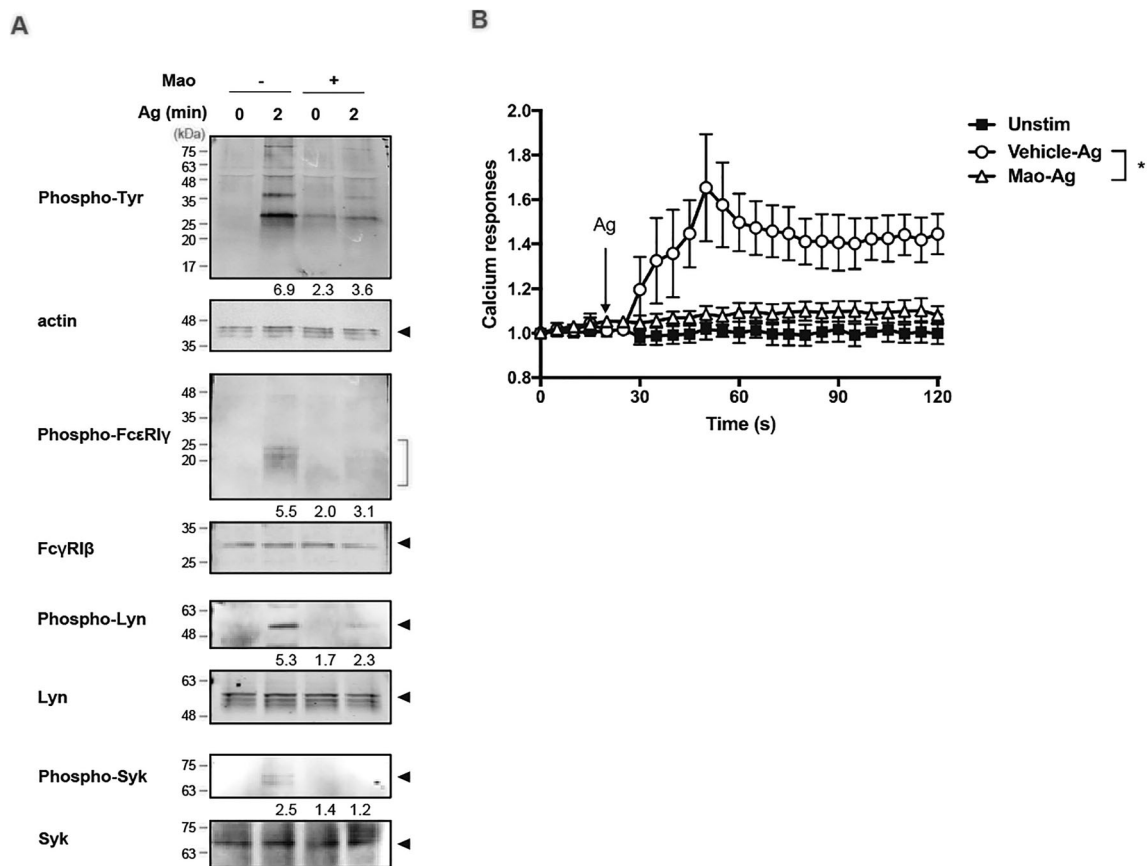 A
Mao - +
Ag (min) 0 2 0 2
(kDa)
Phospho-Tyr
75
63
48
35
25
20
17
6.9 2.3 3.6
actin
48
35
Phospho-FcεRIγ
48
35
25
20
5.5 2.0 3.1
FcγRIβ
35
25
Phospho-Lyn
63
48
5.3 1.7 2.3
Lyn
63
48
Phospho-Syk
75
63
2.5 1.4 1.2
Syk
75
63
B
Calcium responses
2.0
1.8
1.6
1.4
1.2
1.0
0.8
Ag
0 30 60 90 120
Time (s)
Unstim
Vehicle-Ag
Mao-Ag
*